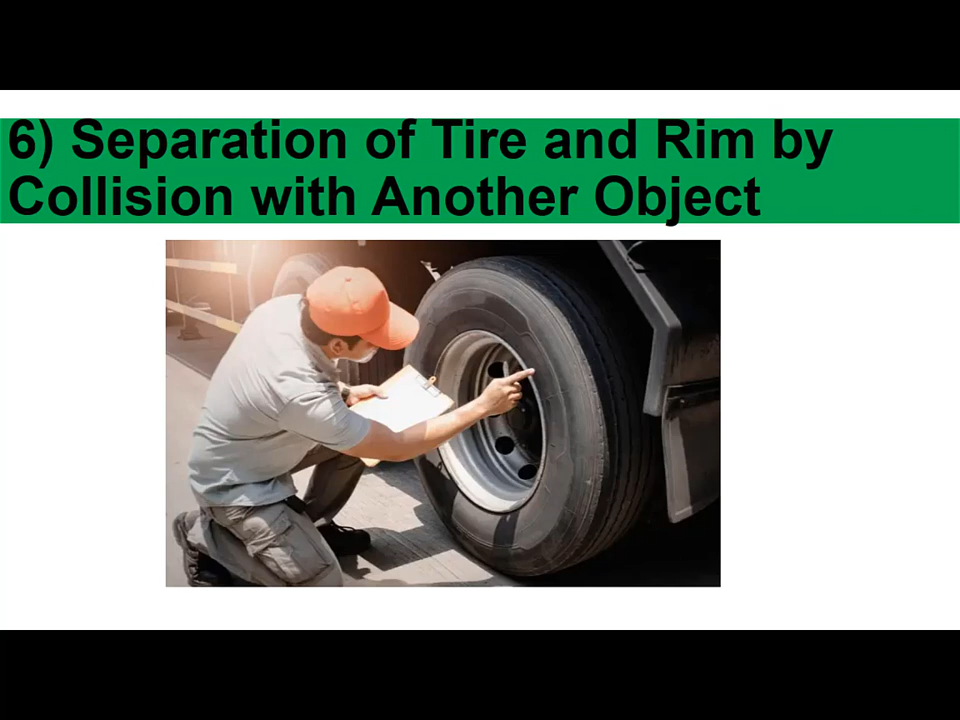 6) Separation of Tire and Rim by
Collision with Another Object